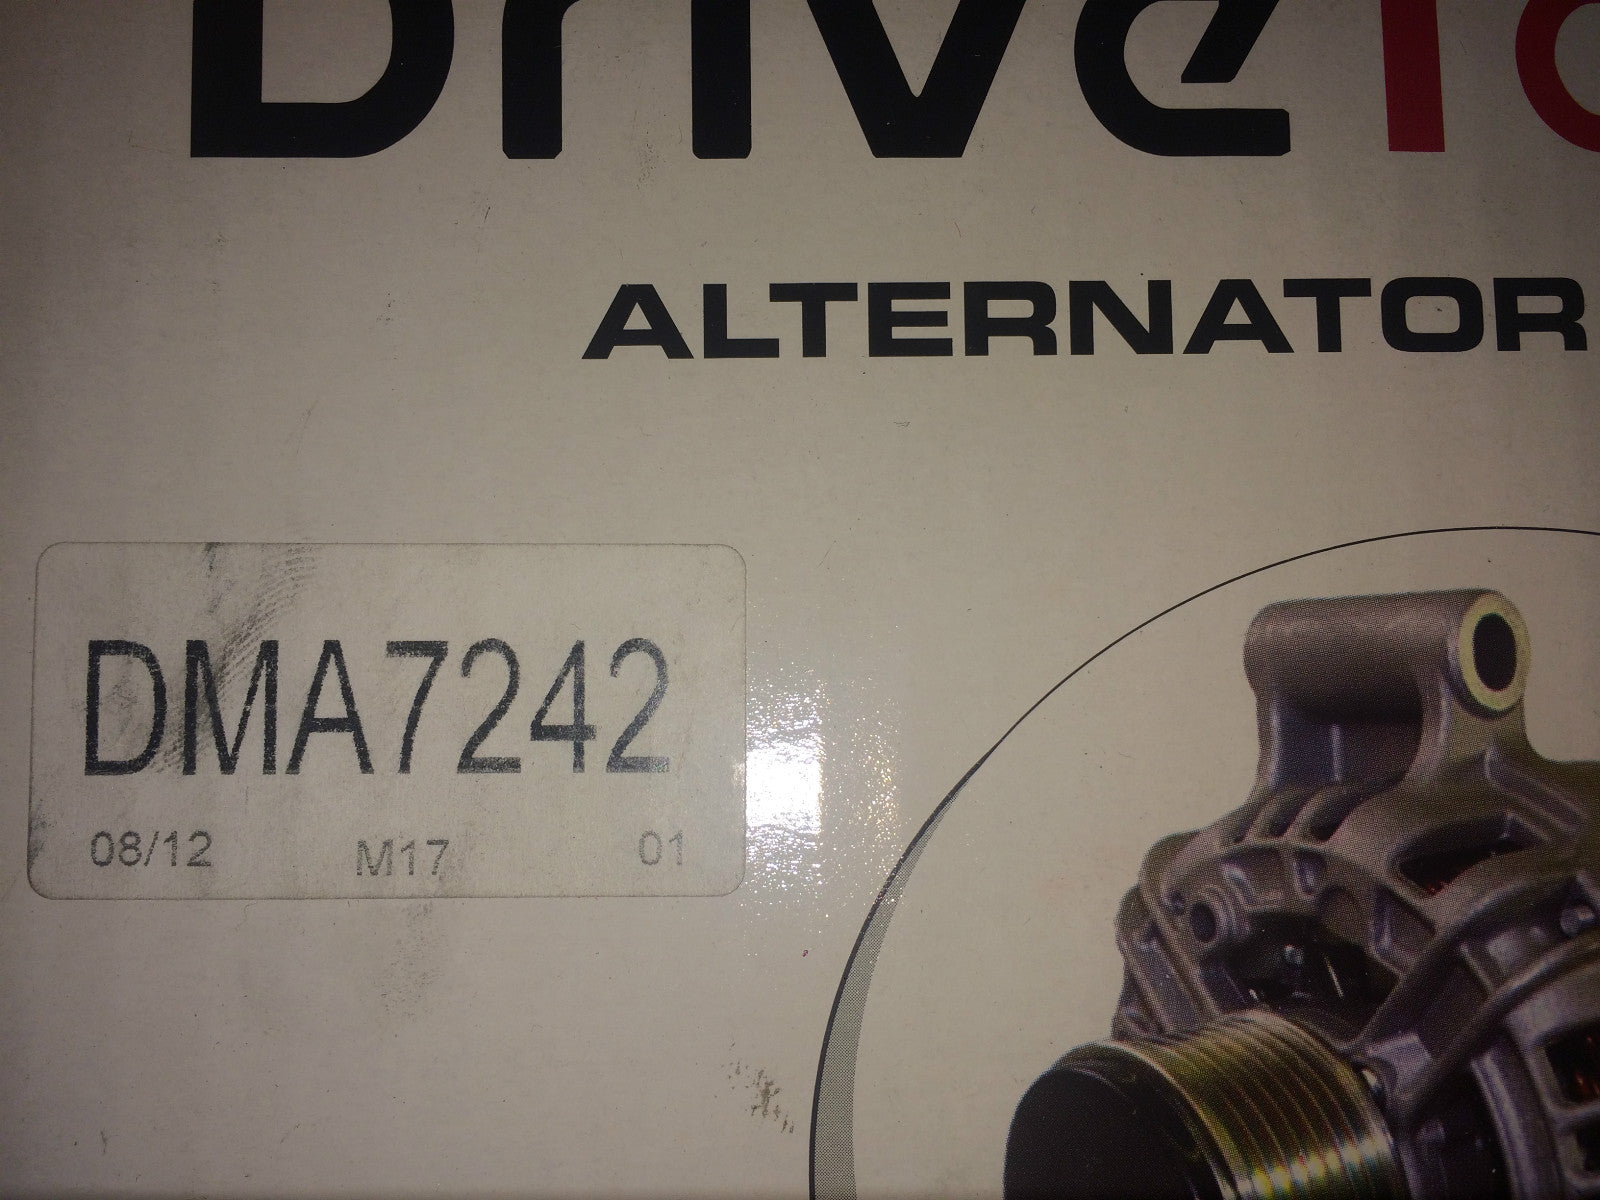 Drive
ALTERNATOR
DMA7242
08/12 M17 01